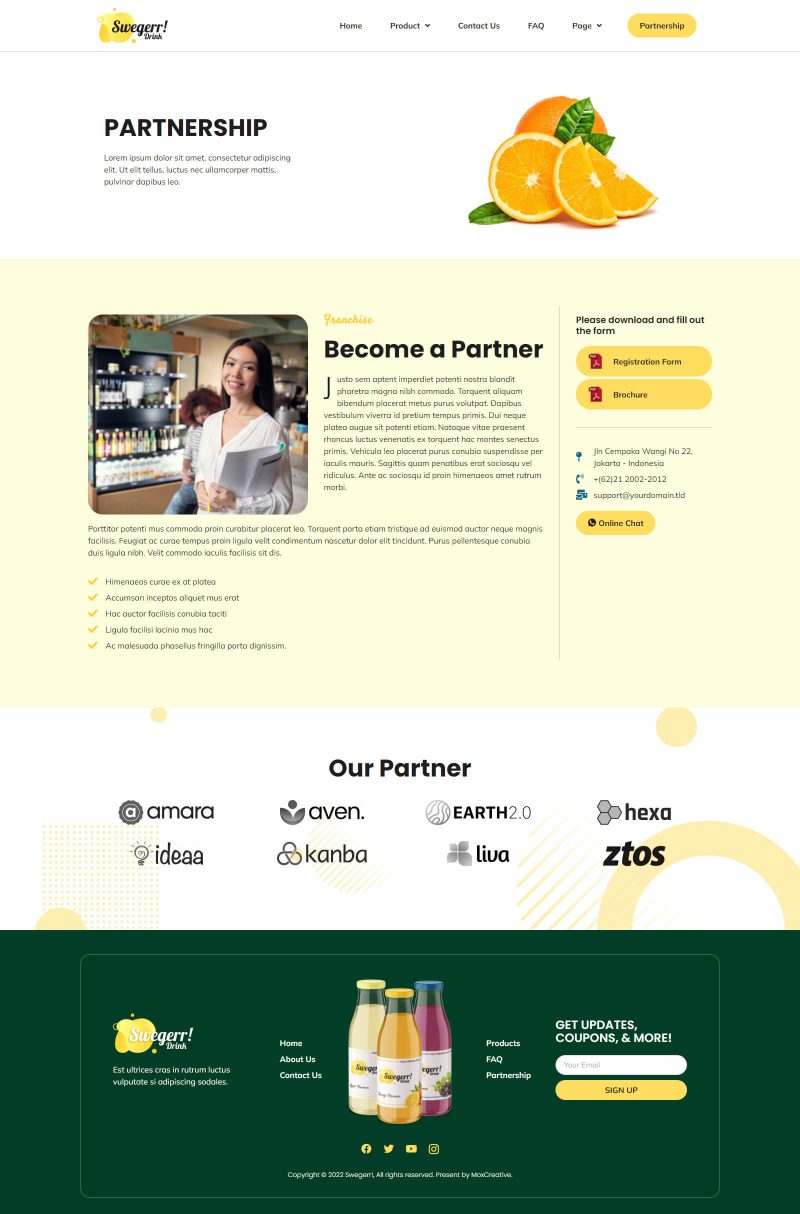 Swegerr!
Drink
Home
Product
Contact Us
FAQ
Page
Partnership
PARTNERSHIP
Lorem ipsum dolor sit amet, consectetur adipiscing
elit. Ut elit tellus, luctus nec ullamcorper mattis,
pulvinar dapibus leo.
Franchise
Become a Partner
Justo sem aptent imperdiet potenti nostra blandit
pharetra magna nibh commodo. Torquent aliquam
bibendum placerat metus purus volutpat. Dapibus
vestibulum viverra id pretium tempus primis. Dui neque
platea augue sit potenti etiam. Natoque vitae praesent
rhoncus luctus venenatis ex torquent hac montes senectus
primis. Vehicula leo placerat purus conubia suspendisse per
iaculis mauris. Sagittis quam penatibus erat sociosqu vel
ridiculus. Ante ac sociosqu id proin himenaeos amet rutrum
morbi.
Porttitor potenti mus commodo proin curabitur placerat leo. Torquent porta etiam tristique ad euismod auctor neque magnis
facilisis. Feugiat ac curae tempus proin ligula velit condimentum nascetur dolor elit tincidunt. Purus pellentesque conubia
duis ligula nibh. Velit commodo iaculis facilisis sit dis.
Himenaeos curae ex at platea
Accumsan inceptos aliquet mus erat
Hac auctor facilisis conubia taciti
Ligula facilisi lacinia mus hac
Ac malesuada phasellus fringilla porta dignissim.
Please download and fill out
the form
Registration Form
Brochure
Jln Cempaka Wangi No 22,
Jakarta - Indonesia
+(62)21 2002-2012
support@yourdomain.tld
Online Chat
Our Partner
amara
aven.
EARTH2.0
hexa
ideaa
kanba
liva
ztos
Swegerr!
Drink
Est ultrices cras in rutrum luctus
vulputate si adipiscing sodales.
Home
About Us
Contact Us
Swegerr!
Products
FAQ
Partnership
GET UPDATES,
COUPONS, & MORE!
Your Email
SIGN UP
Copyright © 2022 Swegerr!, All rights reserved. Present by MoxCreative.